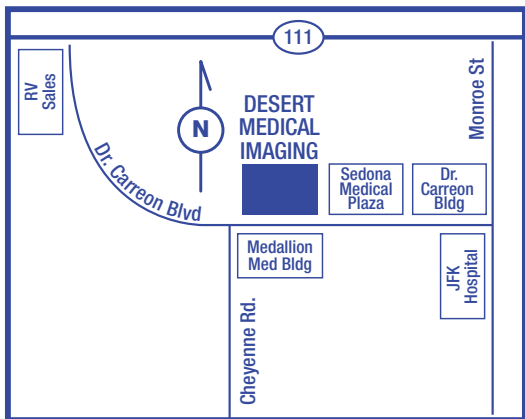 111
RV
Sales
Monroe St
N
DESERT
MEDICAL
IMAGING
Dr. Carreon Blvd
Sedona
Medical
Plaza
Dr.
Carreon
Bldg
Medallion
Med Bldg
JFK
Hospital
Cheyenne Rd.